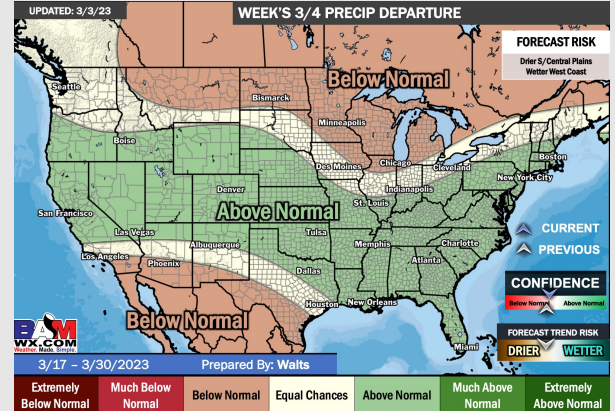 UPDATED: 3/3/23
WEEK'S 3/4 PRECIP DEPARTURE
FORECAST RISK
Drier S/Central Plains
Wetter West Coast
Below Normal
Seattle
Bismarck
Minneapolis
Boise
Des Moines
Chicago
Cleveland
Boston
Indianapolis
New York City
Denver
St. Louis
Above Normal
San Francisco
CURRENT
Las Vegas
Tulsa
PREVIOUS
Albuquerque
Memphis
Charlotte
Los Angeles
Phoenix
Atlanta
Dallas
CONFIDENCE
Below Normal
Above Normal
Houston
New Orleans
Below Normal
BAM
WX.COM
Weather. Made. Simple.
FORECAST TREND RISK
DRIER
WETTER
Miami
3/17 – 3/30/2023
Prepared By: Walts
Extremely
Below Normal
Much Below
Normal
Below Normal
Equal Chances
Above Normal
Much Above
Normal
Extremely
Above Normal